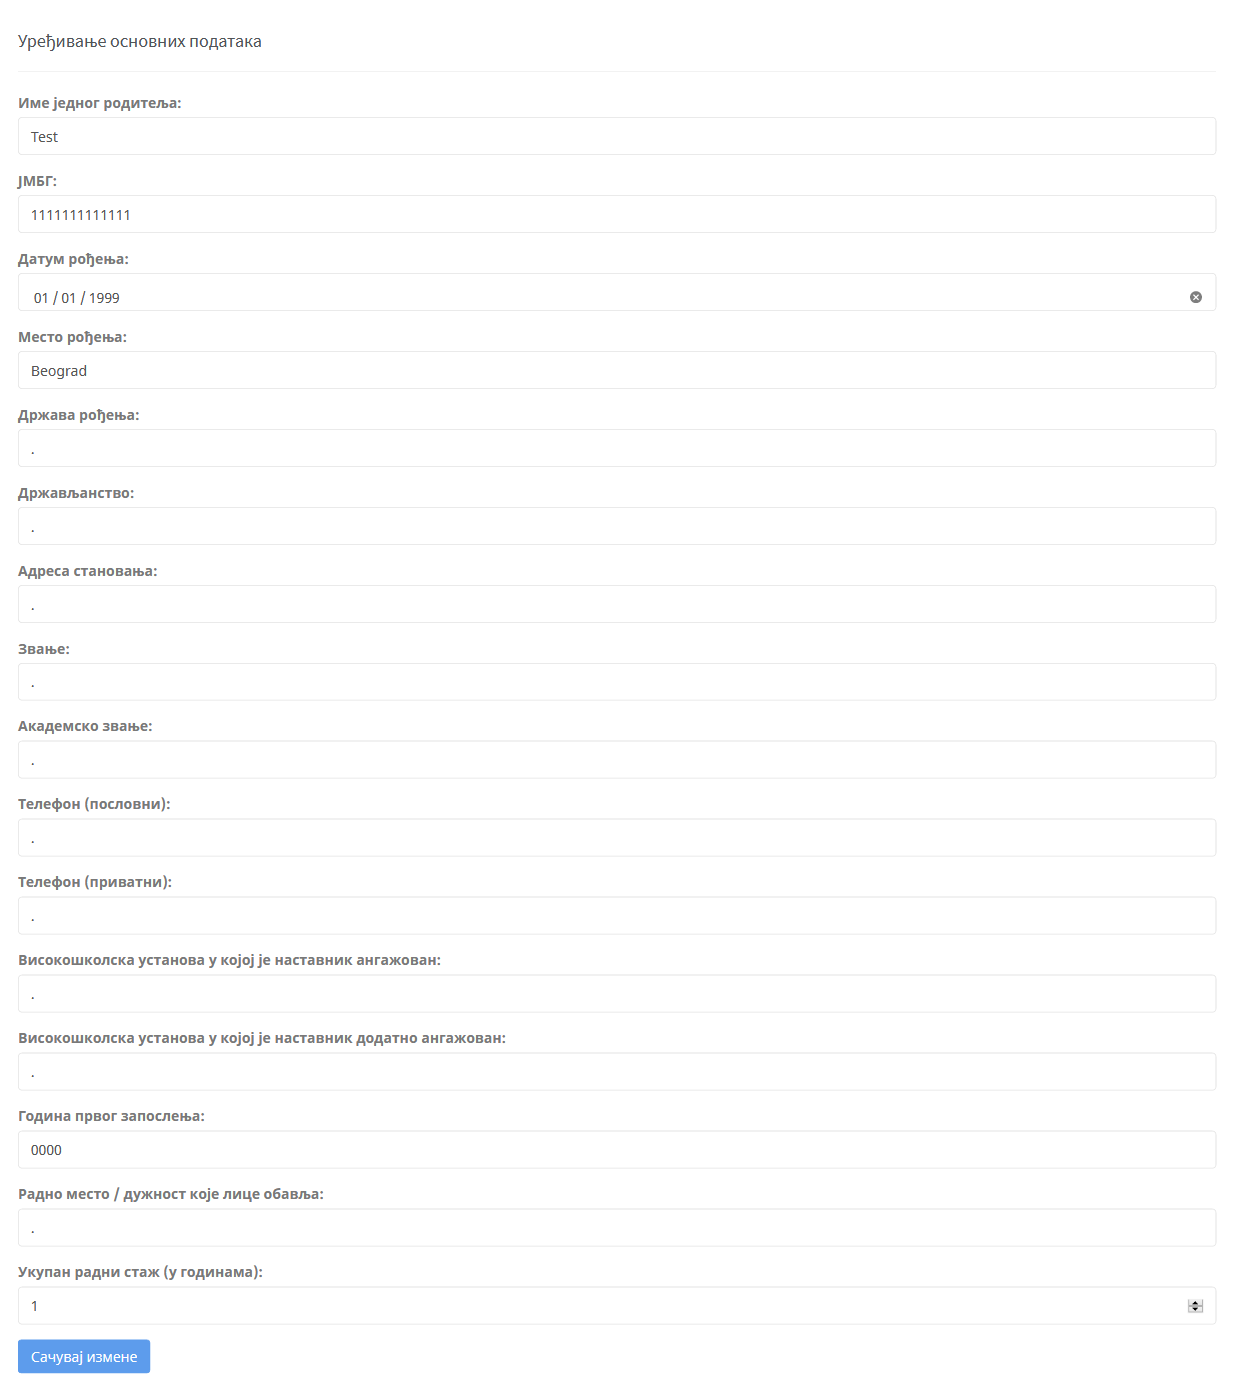 Уређивање основних података
Име једног родитеља:
Test
ЈМБГ:
1111111111111
Датум рођења:
01 / 01 / 1999
Место рођења:
Beograd
Држава рођења:
.
Држављанство:
.
Адреса становања:
.
Звање:
.
Академско звање:
.
Телефон (пословни):
.
Телефон (приватни):
.
Високошколска установа у којој је наставник ангажован:
.
Високошколска установа у којој је наставник додатно ангажован:
.
Година првог запослења:
0000
Радно место / дужност које лице обавља:
.
Укупан радни стаж (у годинама):
1
Сачувај измене